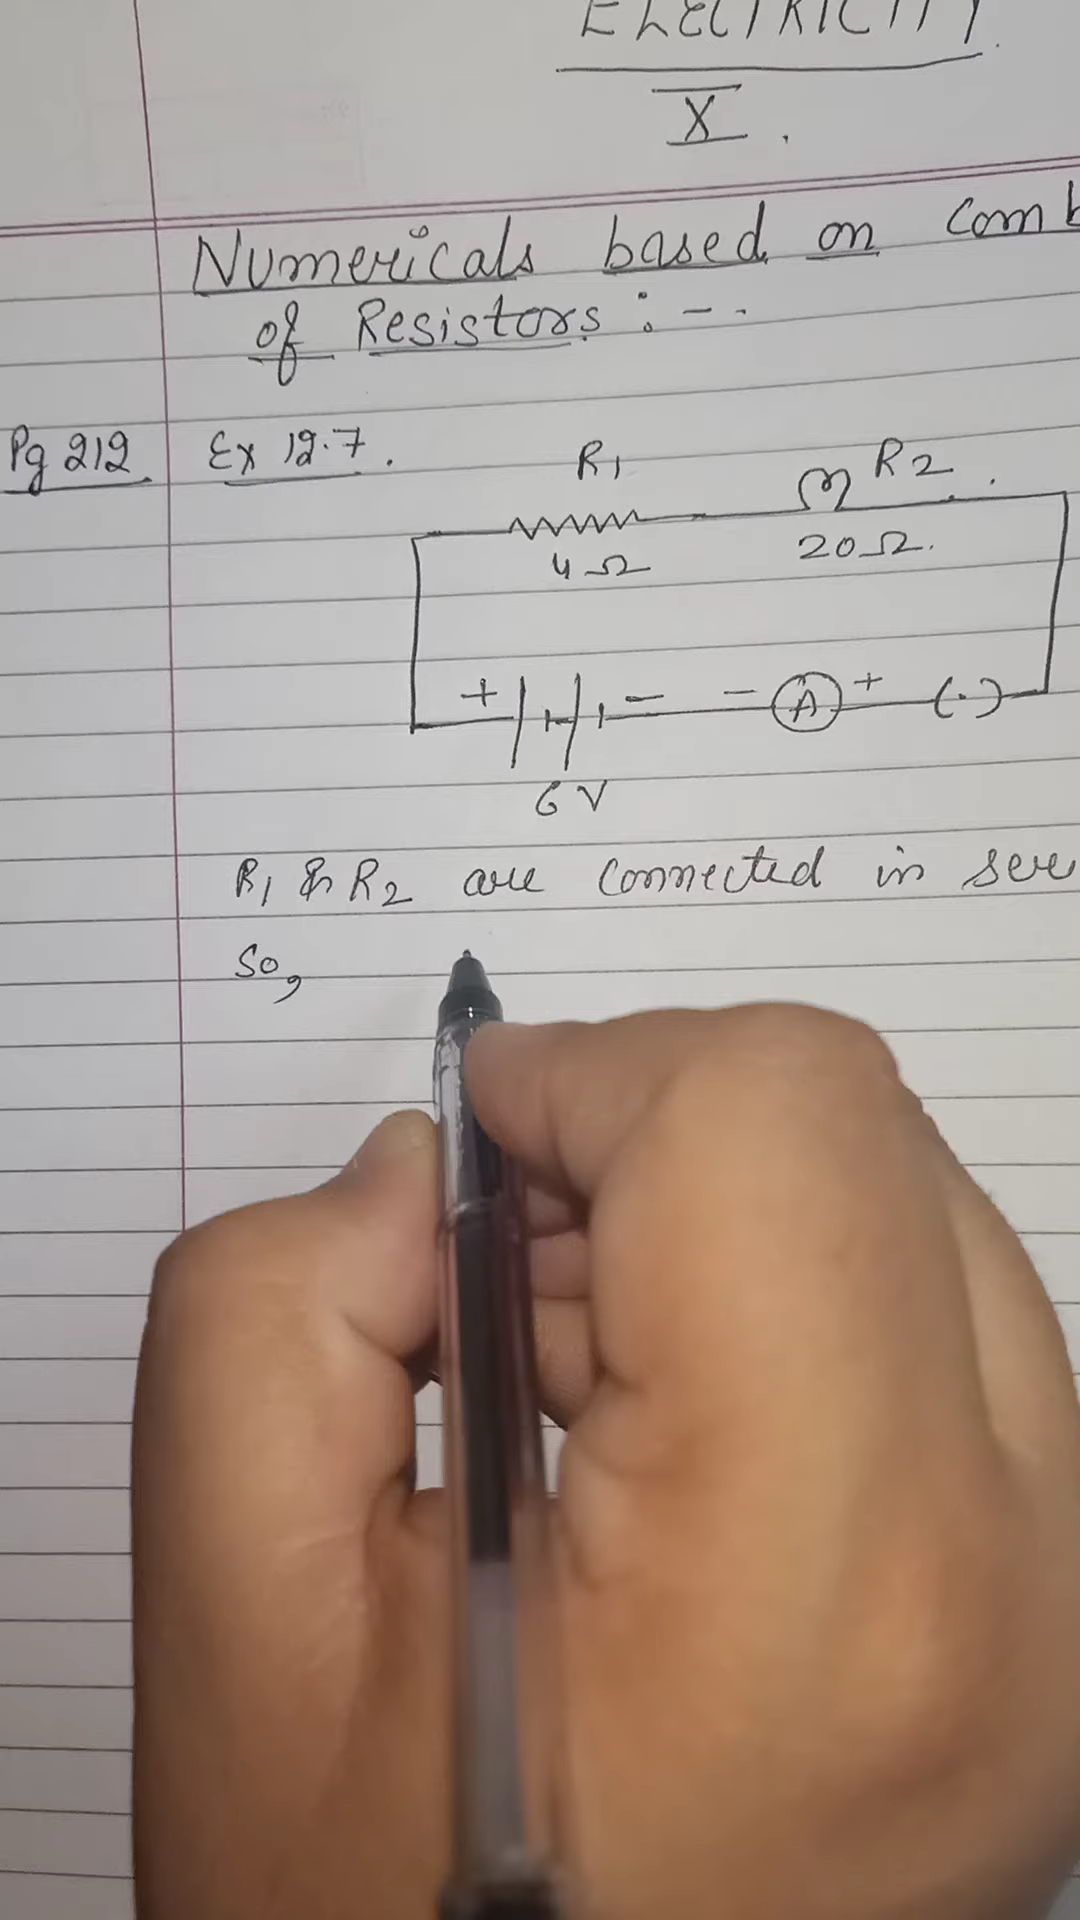 ELECTRICITY
X.
Numericals based on Comb
of Resistors :-.
Pg 212 Ex 12.7.
R1 R2
4Ω 20Ω.
+ - - A + (.)
6V
R1 & R2 are connected in ser
So,